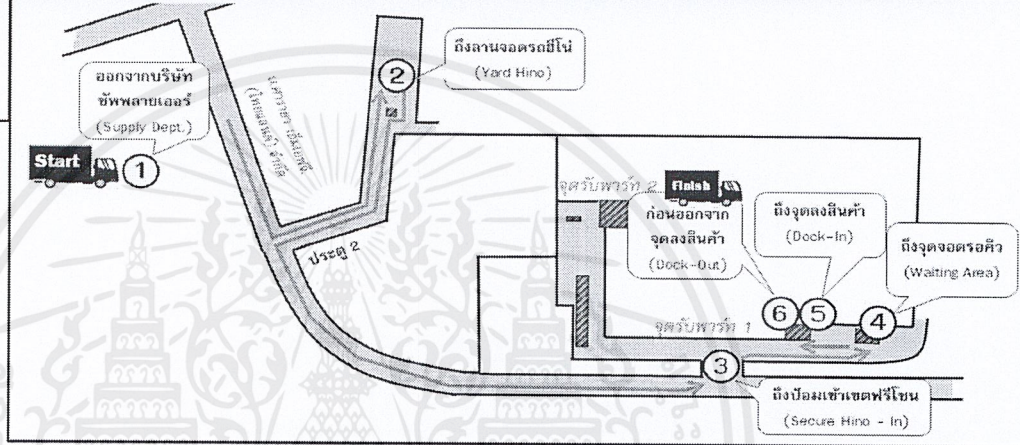 ออกจากบริษัท
ซัพพลายเออร์
(Supply Dept.)
Start
1
2
ถึงลานจอดรถฮีโน่
(Yard Hino)
ประตู 2
จุดรับพาร์ท 2
Finish
ก่อนออกจาก
จุดลงสินค้า
(Dock-Out)
ถึงจุดลงสินค้า
(Dock-In)
ถึงจุดจอดรอคิว
(Waiting Area)
6
5
4
จุดรับพาร์ท 1
3
ถึงป้อมเข้าเขตฟรีโซน
(Secure Hino - In)